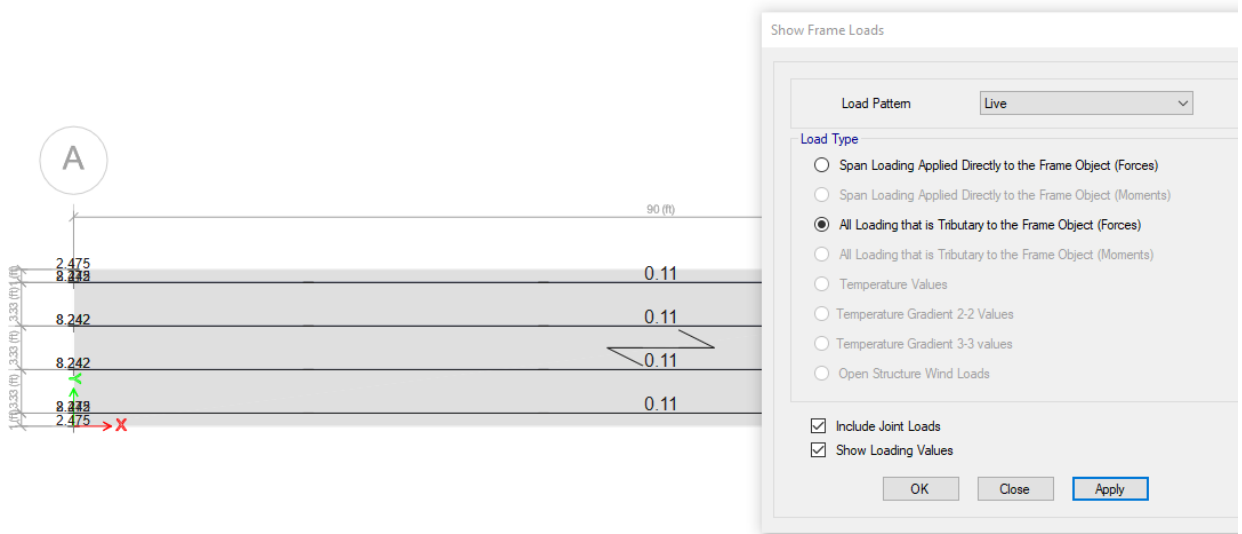 Show Frame Loads
Load Pattern
Live
Load Type
Span Loading Applied Directly to the Frame Object (Forces)
Span Loading Applied Directly to the Frame Object (Moments)
All Loading that is Tributary to the Frame Object (Forces)
All Loading that is Tributary to the Frame Object (Moments)
Temperature Values
Temperature Gradient 2-2 Values
Temperature Gradient 3-3 values
Open Structure Wind Loads
Include Joint Loads
Show Loading Values
OK
Close
Apply
A
90 (ft)
2.475
0.11
8.242
0.11
8.242
0.11
0.11
2.475
Y
X